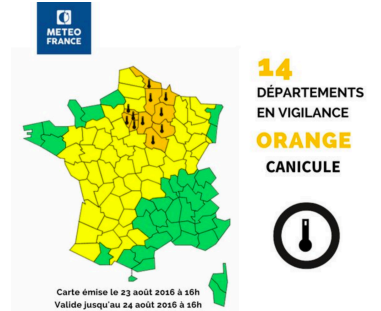 METEO
FRANCE
14
DÉPARTEMENTS
EN VIGILANCE
ORANGE
CANICULE
Carte émise le 23 août 2016 à 16h
Valide jusqu'au 24 août 2016 à 16h